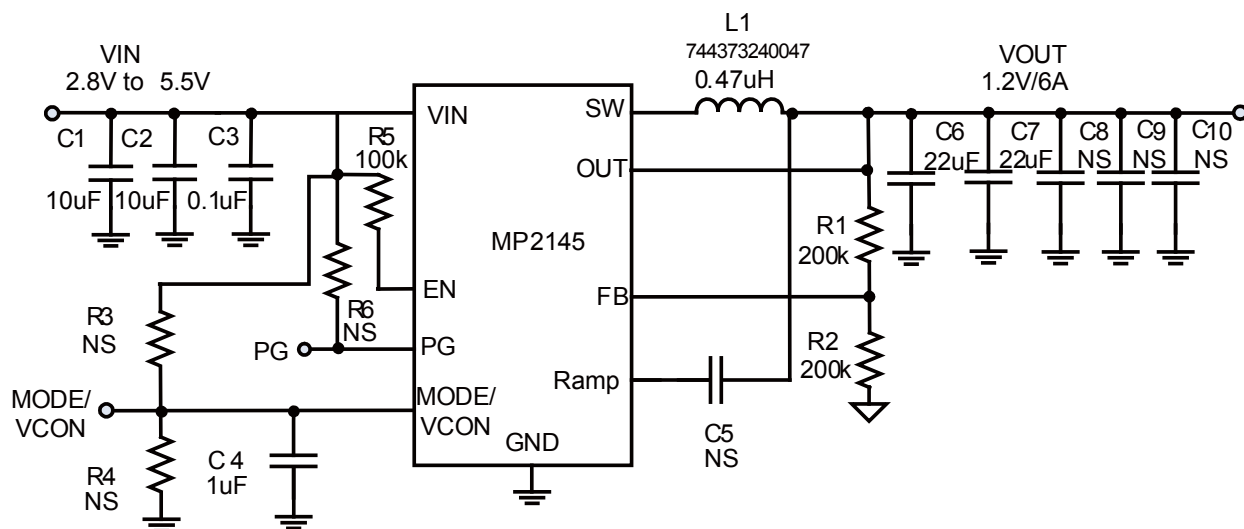 L1
744373240047
0.47uH
VIN
2.8V to 5.5V
VOUT
1.2V/6A
C1
C2
C3
10uF
10uF
0.1uF
R5
100k
VIN
SW
OUT
MP2145
EN
FB
PG
Ramp
MODE/
VCON
GND
C6
22uF
C7
22uF
C8
NS
C9
NS
C10
NS
R1
200k
R2
200k
R3
NS
R6
NS
PG
MODE/
VCON
R4
NS
C4
1uF
C5
NS